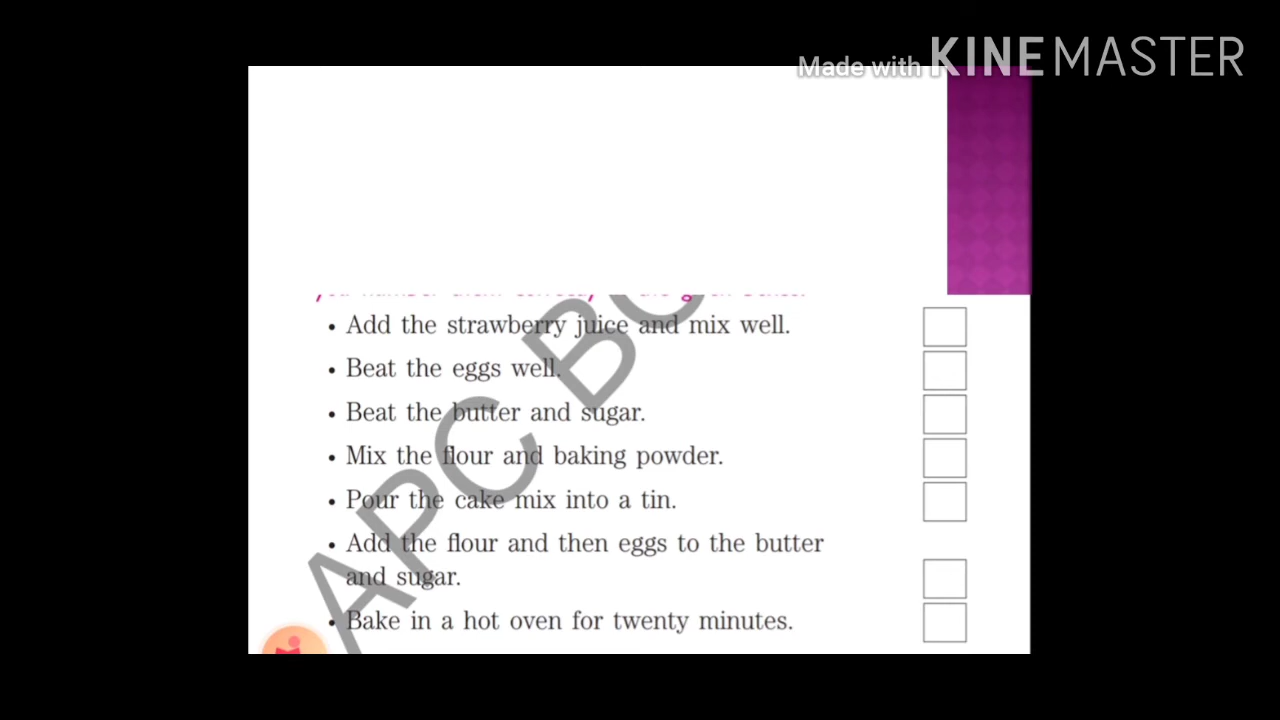 Made with KINEMASTER
• Add the strawberry juice and mix well.
• Beat the eggs well.
• Beat the butter and sugar.
• Mix the flour and baking powder.
• Pour the cake mix into a tin.
• Add the flour and then eggs to the butter
and sugar.
• Bake in a hot oven for twenty minutes.
APC